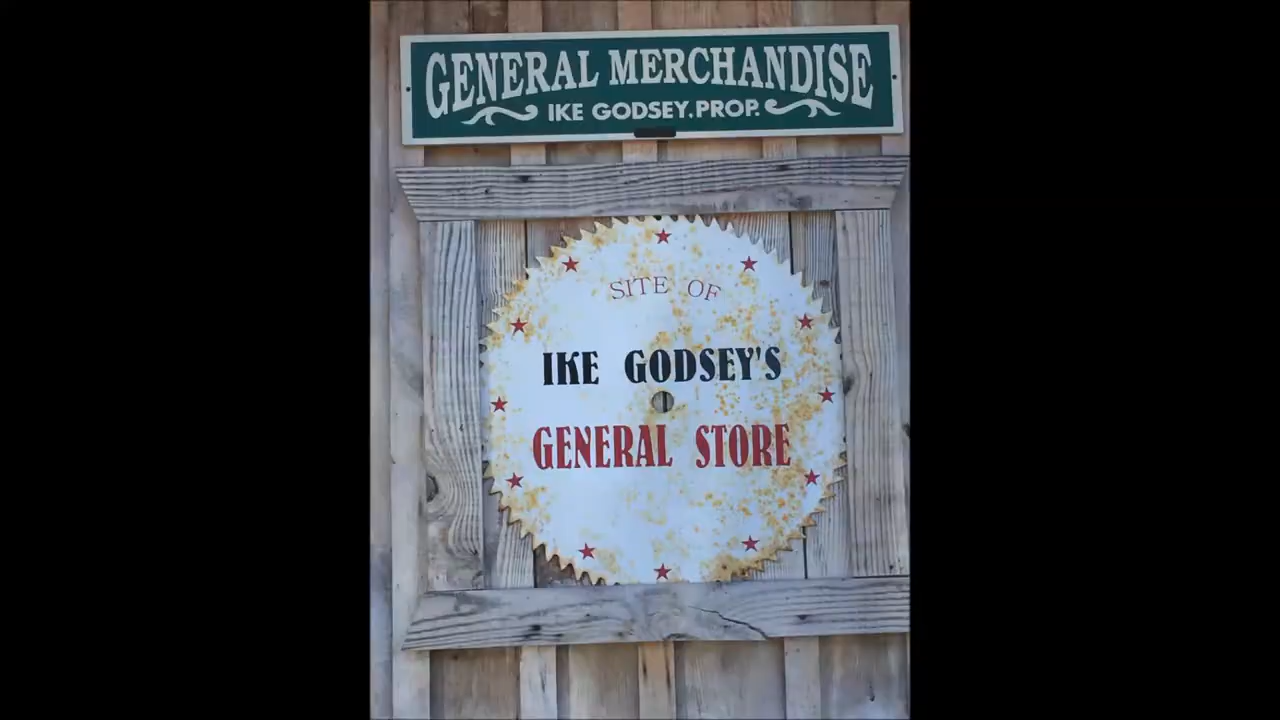 GENERAL MERCHANDISE
IKE GODSEY, PROP.
SITE OF
IKE GODSEY'S
GENERAL STORE